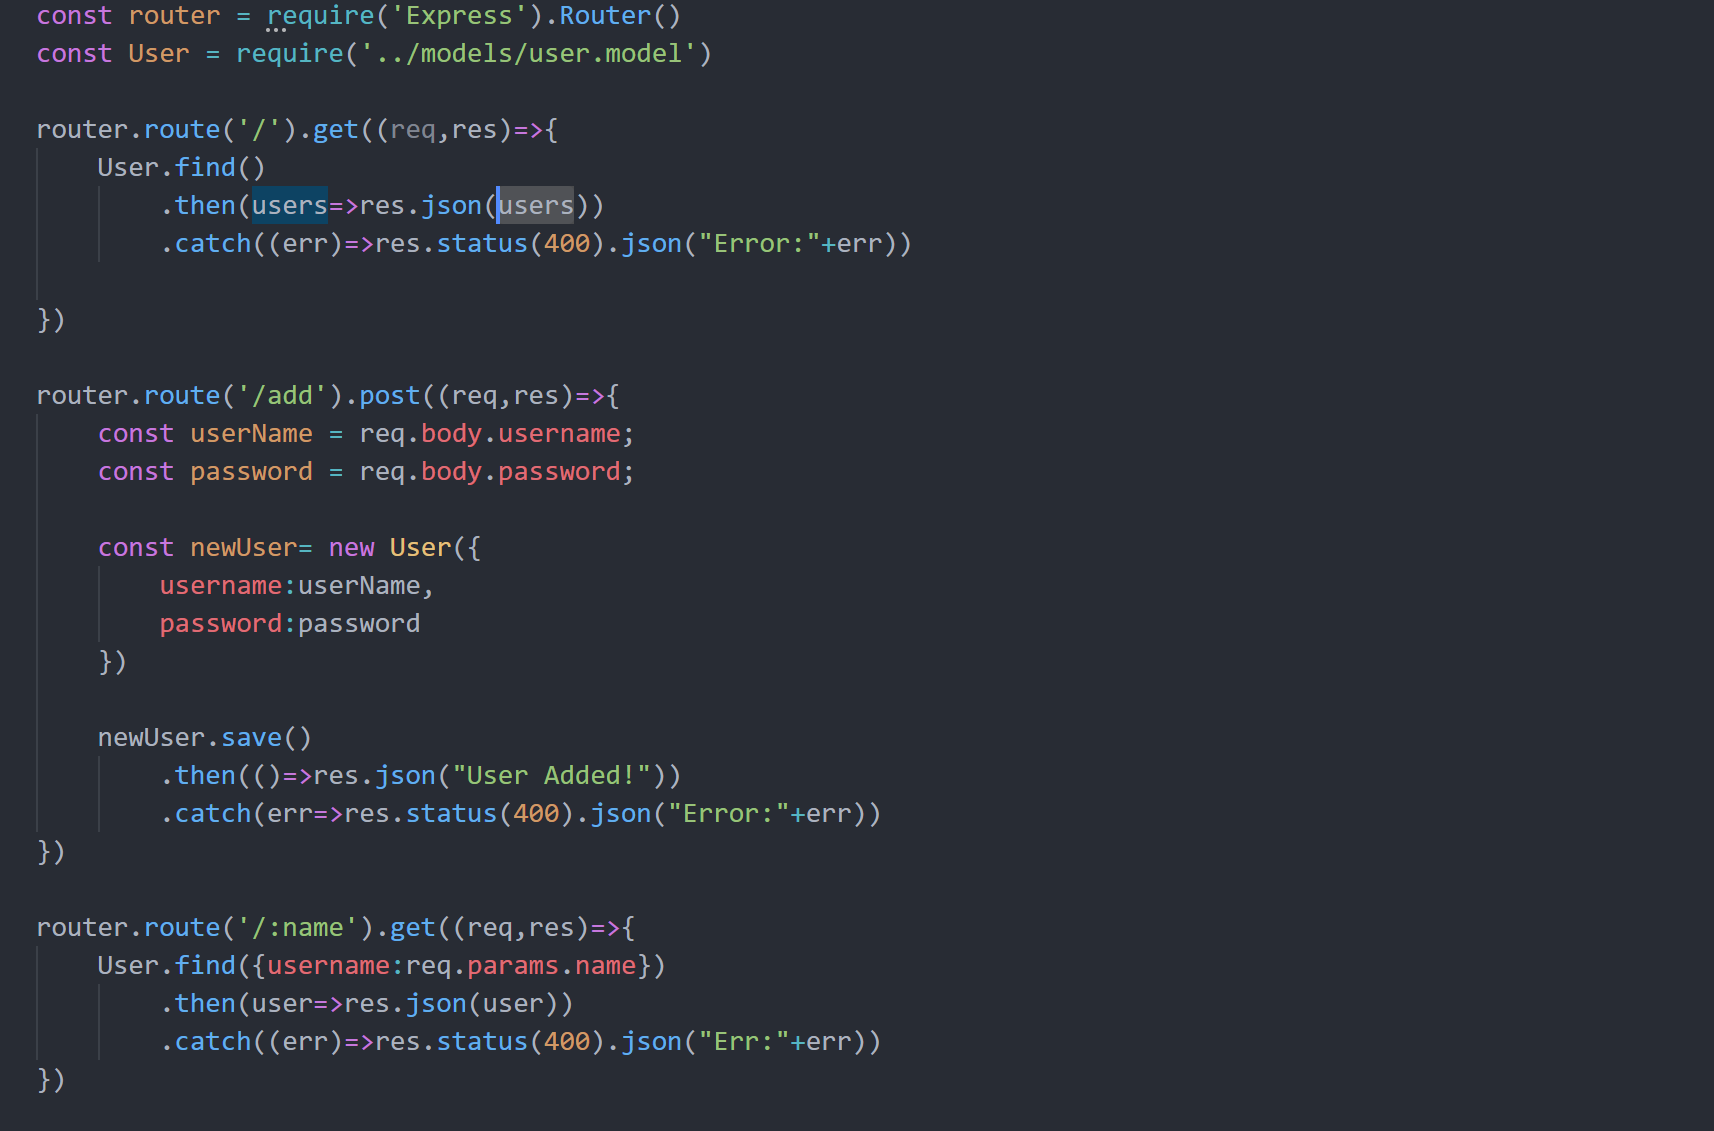 const router = require('Express').Router()
const User = require('../models/user.model')
router.route('/').get((req,res)=>{
User.find()
.then(users=>res.json(users))
.catch((err)=>res.status(400).json("Error:"+err))
})
router.route('/add').post((req,res)=>{
const userName = req.body.username;
const password = req.body.password;
const newUser= new User({
username:userName,
password:password
})
newUser.save()
.then(()=>res.json("User Added!"))
.catch(err=>res.status(400).json("Error:"+err))
})
router.route('/:name').get((req,res)=>{
User.find({username:req.params.name})
.then(user=>res.json(user))
.catch((err)=>res.status(400).json("Err:"+err))
})